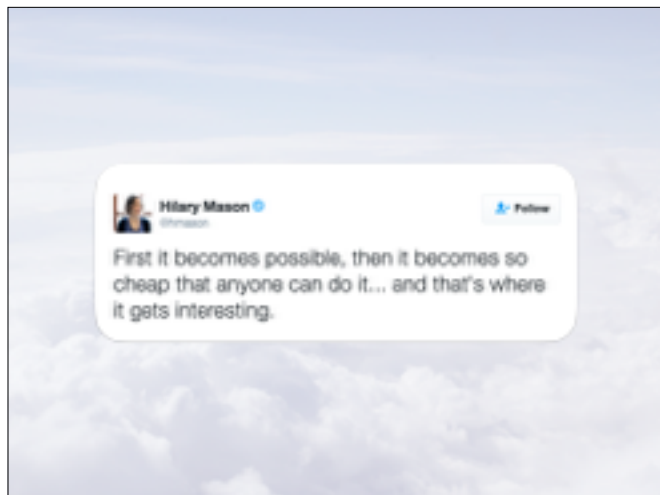 Hilary Mason
@hmason
Follow
First it becomes possible, then it becomes so
cheap that anyone can do it... and that's where
it gets interesting.